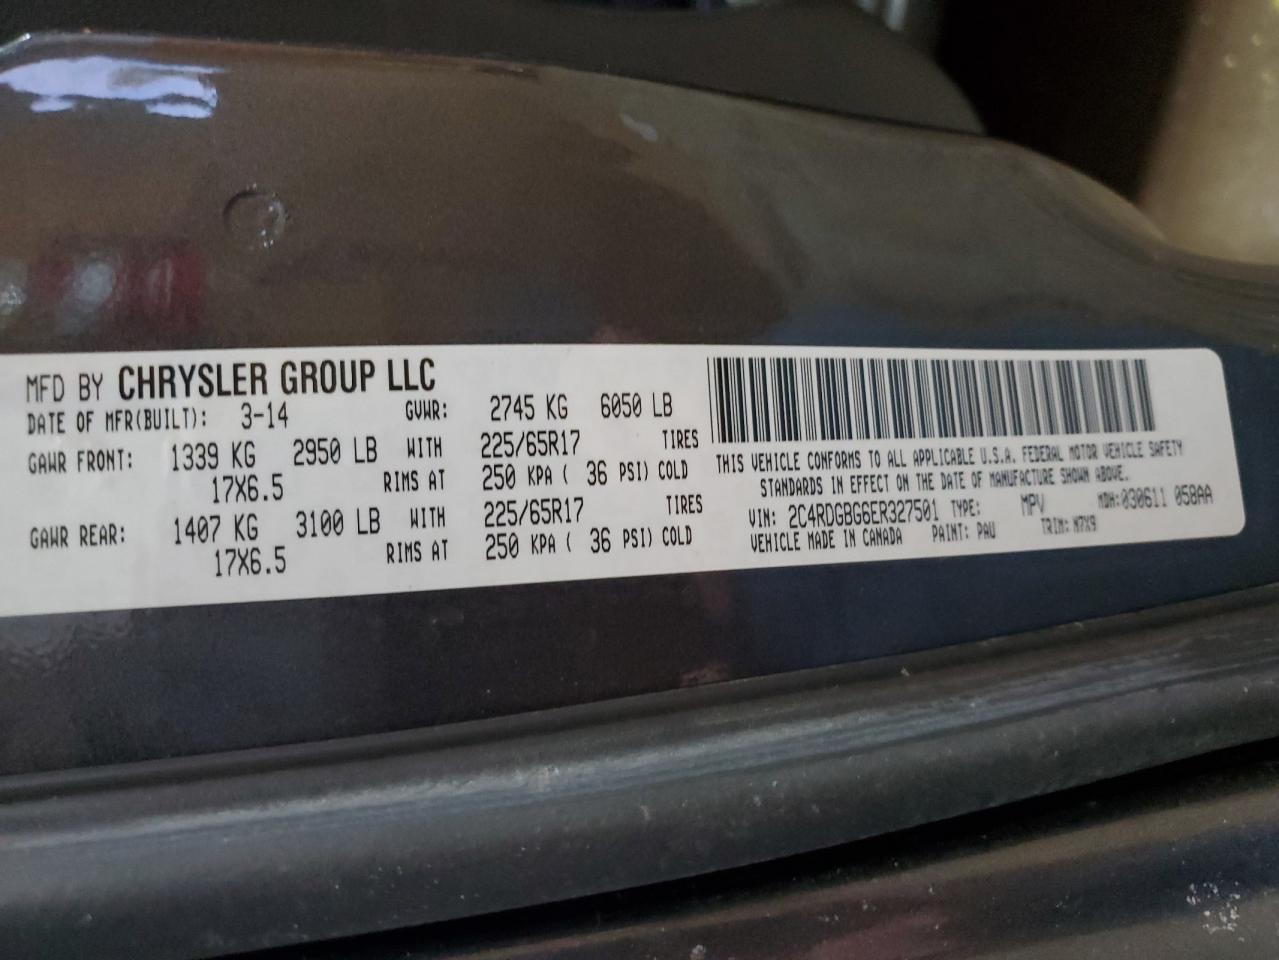 MFD BY CHRYSLER GROUP LLC
DATE OF MFR(BUILT): 3-14 GVWR: 2745 KG 6050 LB
GAWR FRONT: 1339 KG 2950 LB WITH 225/65R17 TIRES
17X6.5 RIMS AT 250 KPA ( 36 PSI) COLD
GAWR REAR: 1407 KG 3100 LB WITH 225/65R17 TIRES
17X6.5 RIMS AT 250 KPA ( 36 PSI) COLD
THIS VEHICLE CONFORMS TO ALL APPLICABLE U.S.A. FEDERAL MOTOR VEHICLE SAFETY
STANDARDS IN EFFECT ON THE DATE OF MANUFACTURE SHOWN ABOVE.
VIN: 2C4RDGBG6ER327501 TYPE: MPV MDH:030611 058AA
VEHICLE MADE IN CANADA PAINT: PAU TRIM: M7X9